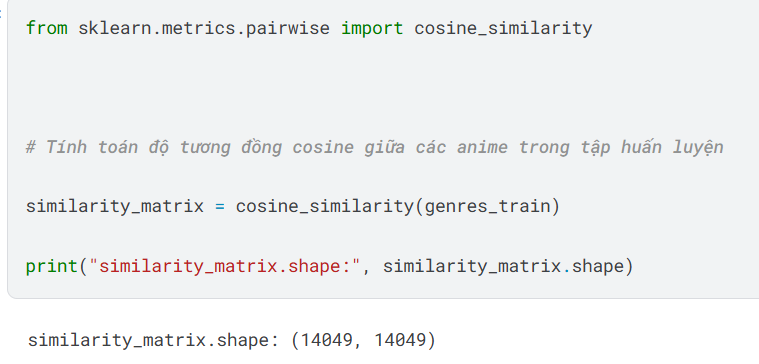 from sklearn.metrics.pairwise import cosine_similarity
# Tính toán độ tương đồng cosine giữa các anime trong tập huấn luyện
similarity_matrix = cosine_similarity(genres_train)
print("similarity_matrix.shape:", similarity_matrix.shape)
similarity_matrix.shape: (14049, 14049)